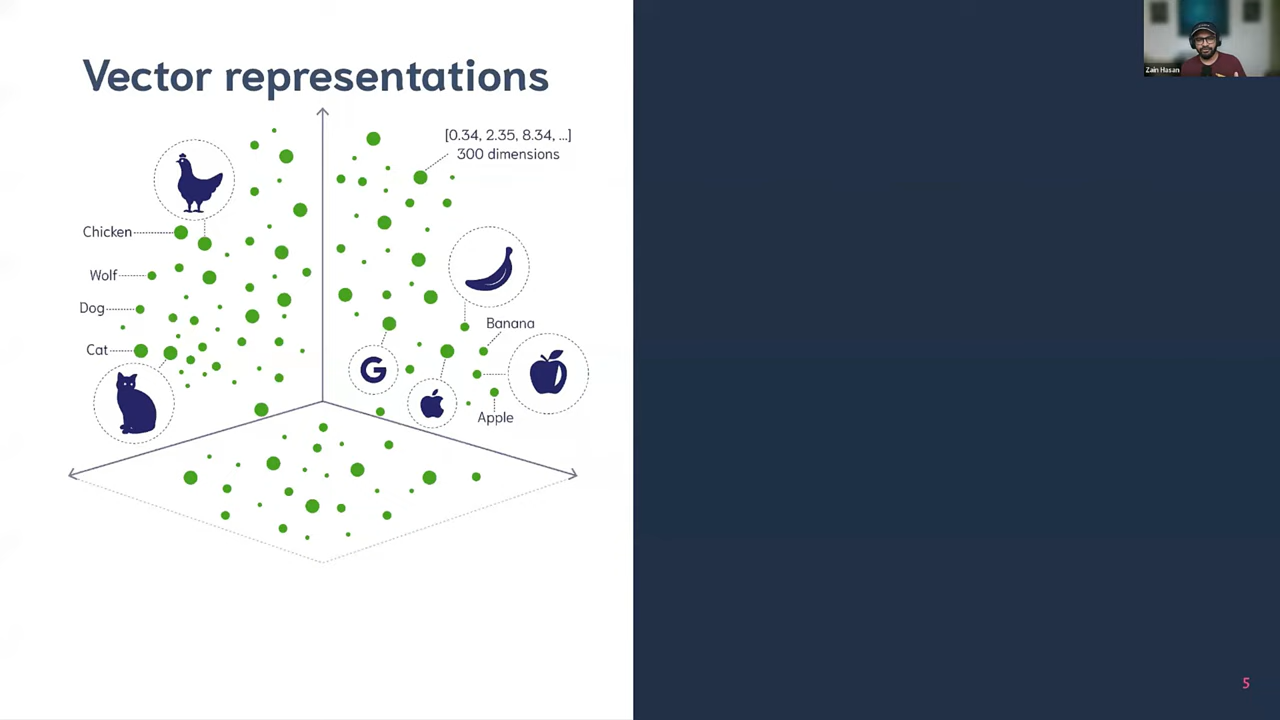 Vector representations
[0.34, 2.35, 8.34, ...]
300 dimensions
Chicken
Wolf
Dog
Cat
Banana
Apple
G
Zain Hasan
5